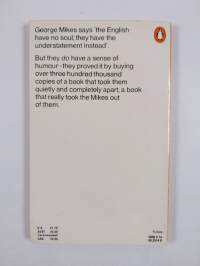 George Mikes says 'the English
have no soul; they have the
understatement instead'.
But they do have a sense of
humour - they proved it by buying
over three hundred thousand
copies of a book that took them
quietly and completely apart, a book
that really took the Mikes out
of them.